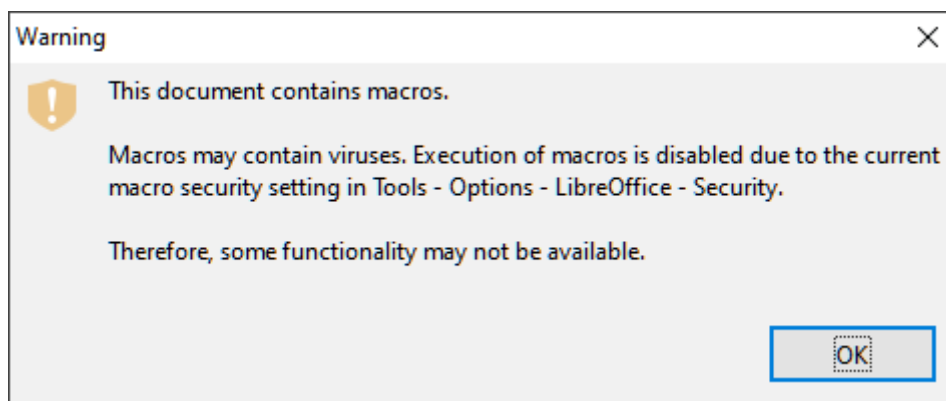 Warning
This document contains macros.
Macros may contain viruses. Execution of macros is disabled due to the current
macro security setting in Tools - Options - LibreOffice - Security.
Therefore, some functionality may not be available.
OK